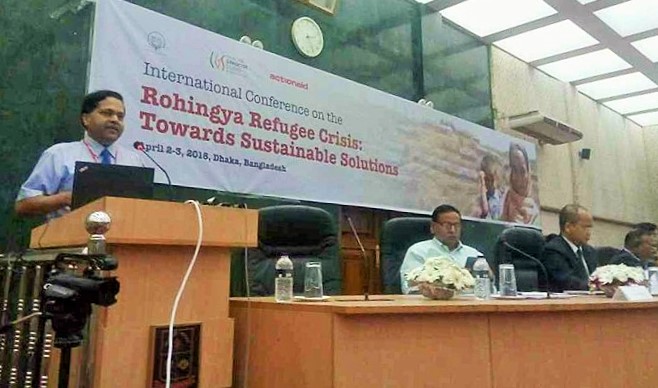 actionaid
International Conference on the
Rohingya Refugee Crisis:
Towards Sustainable Solutions
April 2-3, 2018, Dhaka, Bangladesh